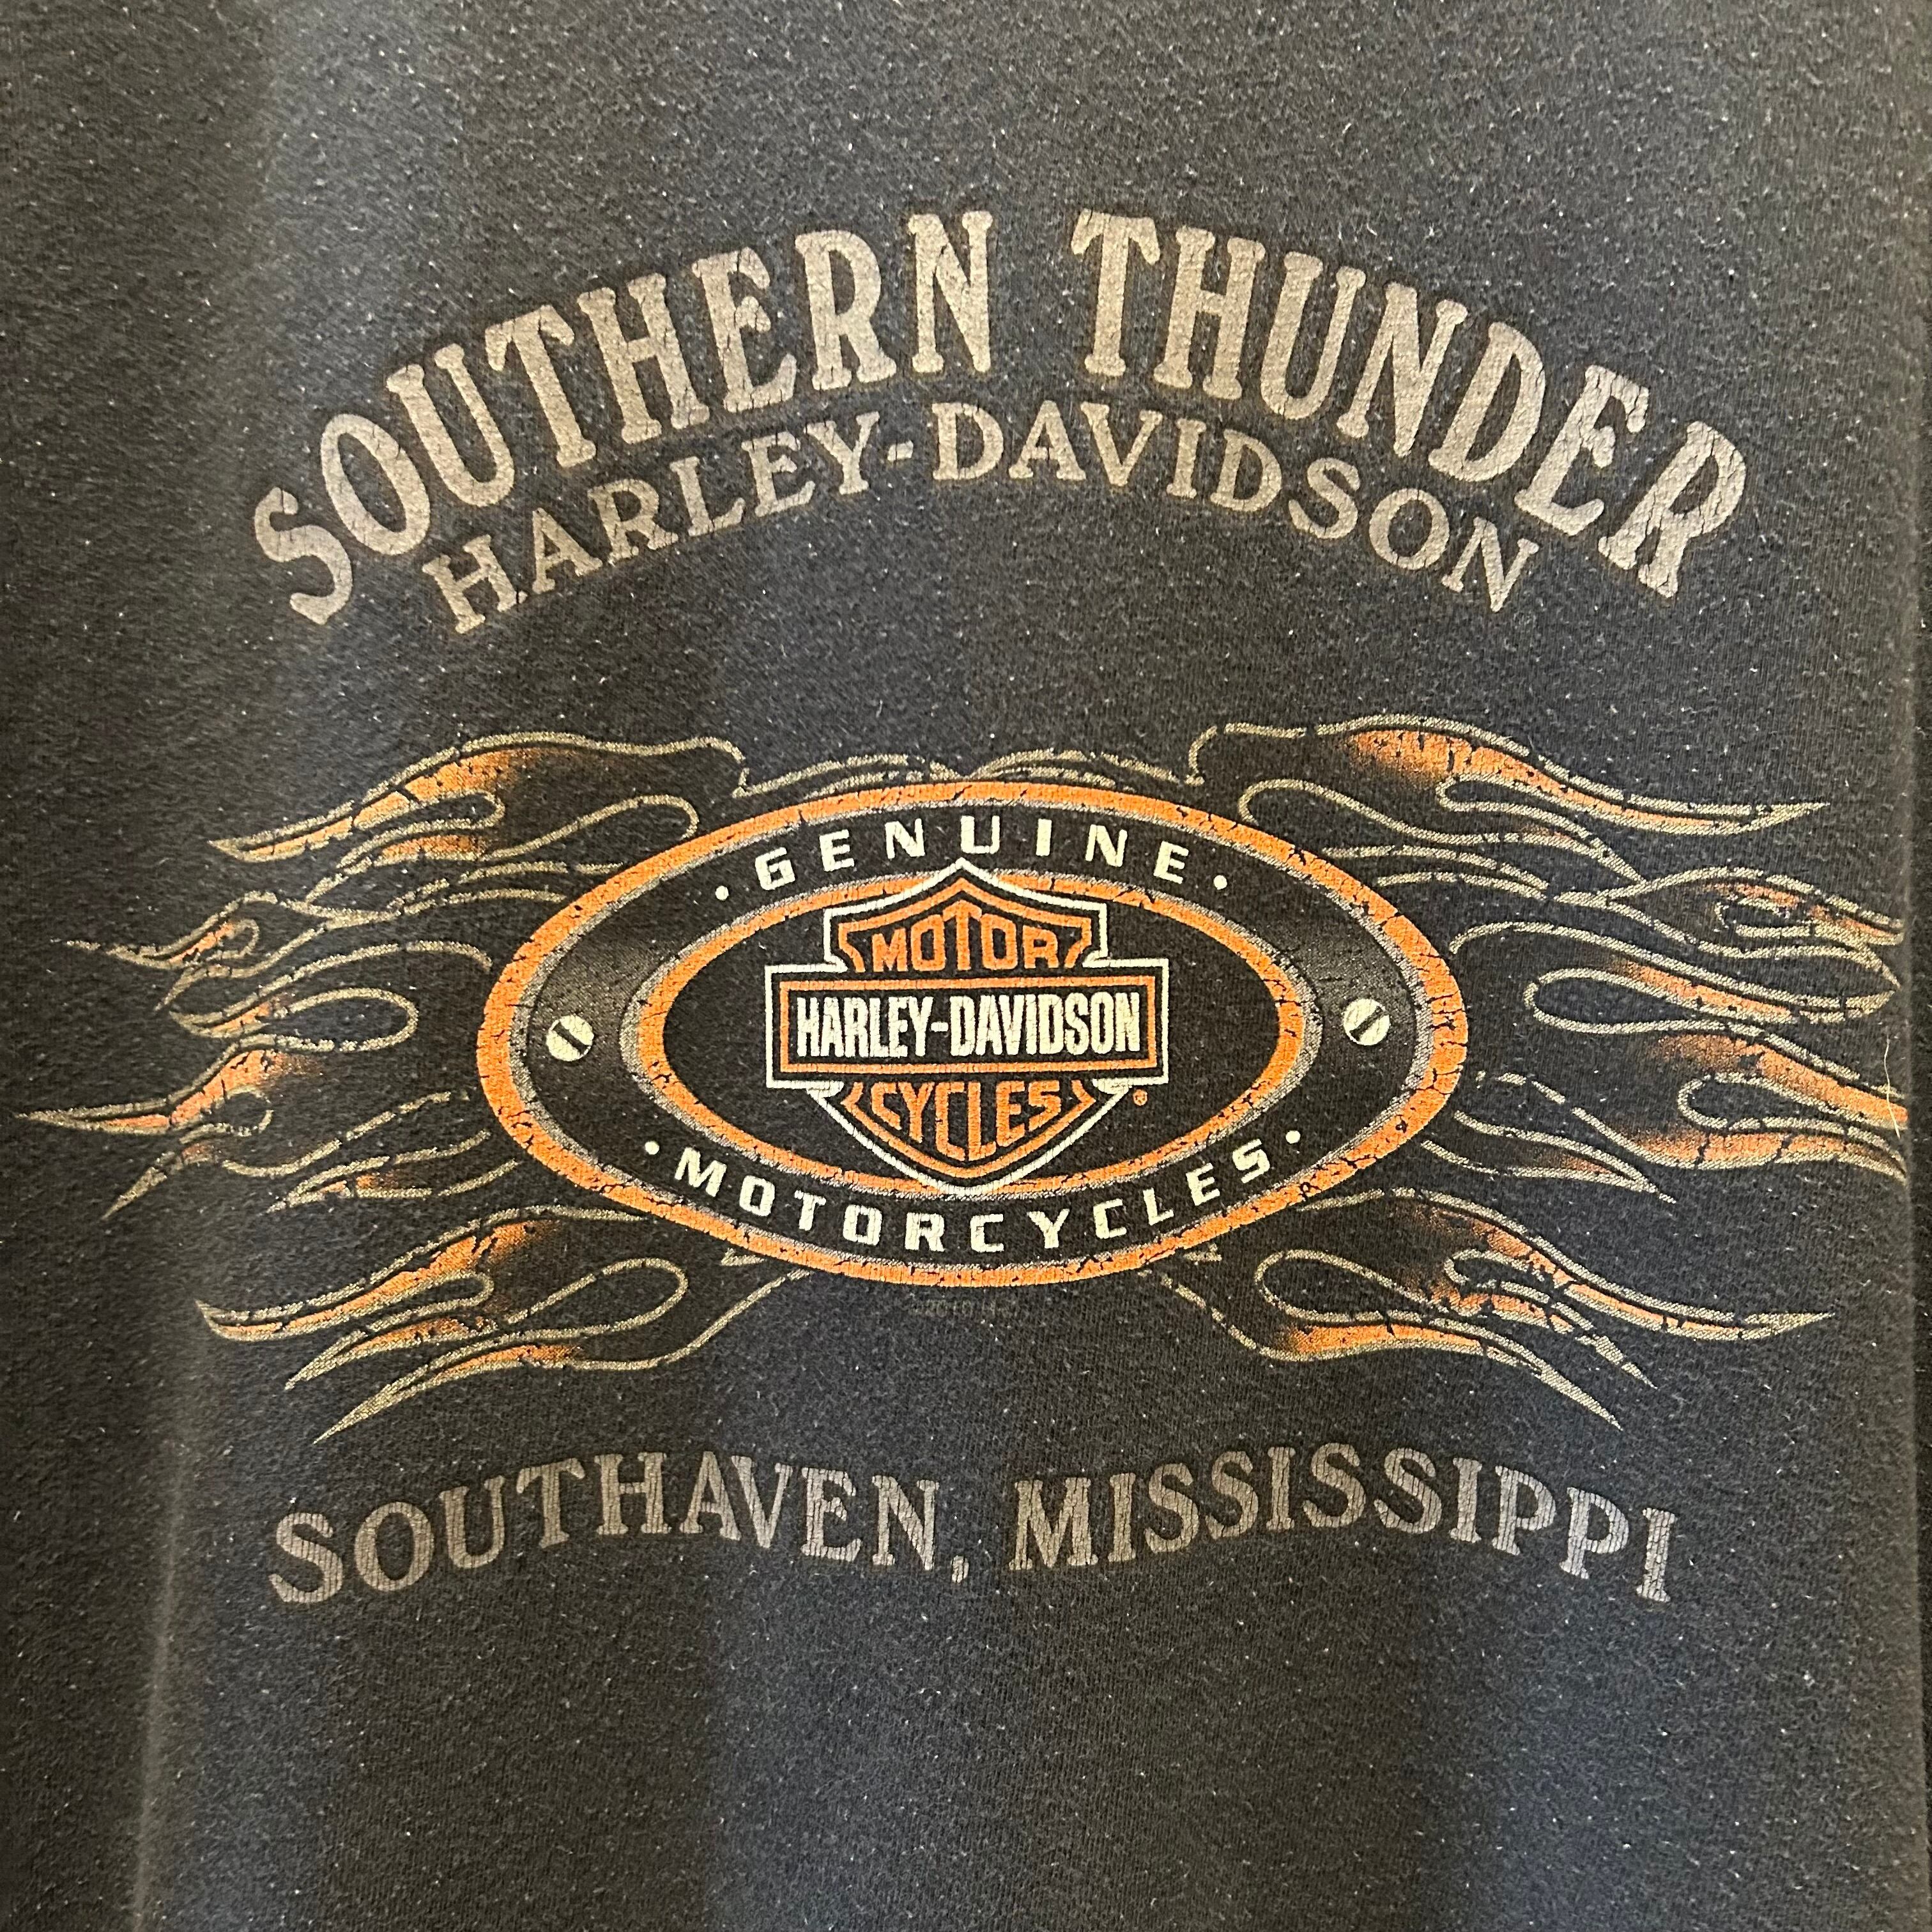 SOUTHERN THUNDER
HARLEY-DAVIDSON
• GENUINE •
MOTOR
HARLEY-DAVIDSON
CYCLES
®
• MOTORCYCLES •
SOUTHAVEN, MISSISSIPPI